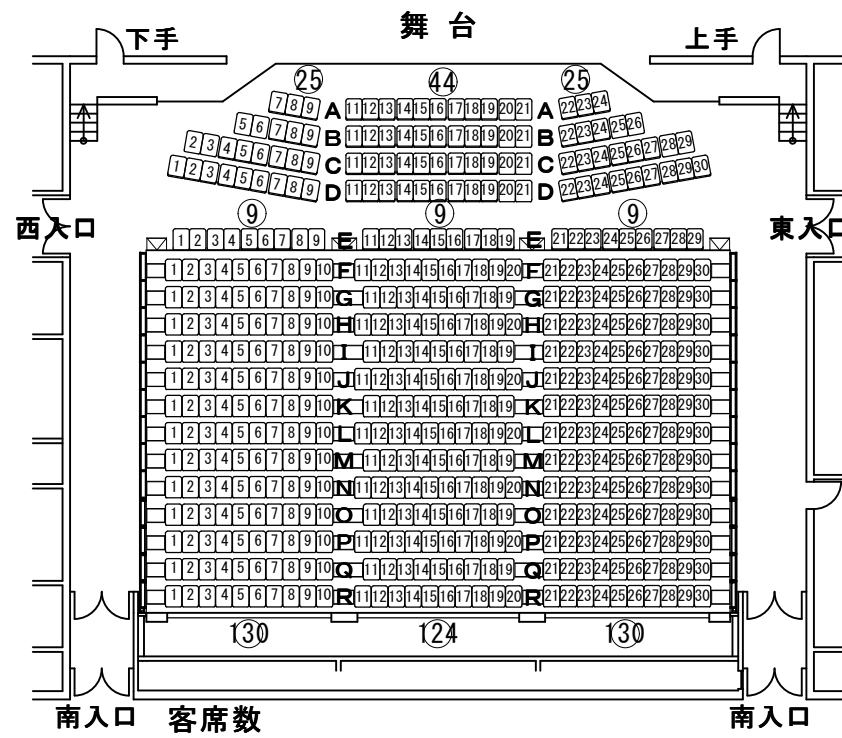 舞台
下手 上手
25 44 25
7 8 9 A 11 12 13 14 15 16 17 18 19 20 21 A 22 23 24
5 6 7 8 9 B 11 12 13 14 15 16 17 18 19 20 21 B 22 23 24 25 26
2 3 4 5 6 7 8 9 C 11 12 13 14 15 16 17 18 19 20 21 C 22 23 24 25 26 27 28 29
1 2 3 4 5 6 7 8 9 D 11 12 13 14 15 16 17 18 19 20 21 D 22 23 24 25 26 27 28 29 30
9 9 9
西入口 東入口
1 2 3 4 5 6 7 8 9 E 11 12 13 14 15 16 17 18 19 E 21 22 23 24 25 26 27 28 29
1 2 3 4 5 6 7 8 9 10 F 11 12 13 14 15 16 17 18 19 20 F 21 22 23 24 25 26 27 28 29 30
1 2 3 4 5 6 7 8 9 10 G 11 12 13 14 15 16 17 18 19 G 21 22 23 24 25 26 27 28 29 30
1 2 3 4 5 6 7 8 9 10 H 11 12 13 14 15 16 17 18 19 20 H 21 22 23 24 25 26 27 28 29 30
1 2 3 4 5 6 7 8 9 10 I 11 12 13 14 15 16 17 18 19 I 21 22 23 24 25 26 27 28 29 30
1 2 3 4 5 6 7 8 9 10 J 11 12 13 14 15 16 17 18 19 20 J 21 22 23 24 25 26 27 28 29 30
1 2 3 4 5 6 7 8 9 10 K 11 12 13 14 15 16 17 18 19 K 21 22 23 24 25 26 27 28 29 30
1 2 3 4 5 6 7 8 9 10 L 11 12 13 14 15 16 17 18 19 20 L 21 22 23 24 25 26 27 28 29 30
1 2 3 4 5 6 7 8 9 10 M 11 12 13 14 15 16 17 18 19 M 21 22 23 24 25 26 27 28 29 30
1 2 3 4 5 6 7 8 9 10 N 11 12 13 14 15 16 17 18 19 20 N 21 22 23 24 25 26 27 28 29 30
1 2 3 4 5 6 7 8 9 10 O 11 12 13 14 15 16 17 18 19 O 21 22 23 24 25 26 27 28 29 30
1 2 3 4 5 6 7 8 9 10 P 11 12 13 14 15 16 17 18 19 20 P 21 22 23 24 25 26 27 28 29 30
1 2 3 4 5 6 7 8 9 10 Q 11 12 13 14 15 16 17 18 19 Q 21 22 23 24 25 26 27 28 29 30
1 2 3 4 5 6 7 8 9 10 R 11 12 13 14 15 16 17 18 19 20 R 21 22 23 24 25 26 27 28 29 30
130 124 130
南入口 客席数 南入口